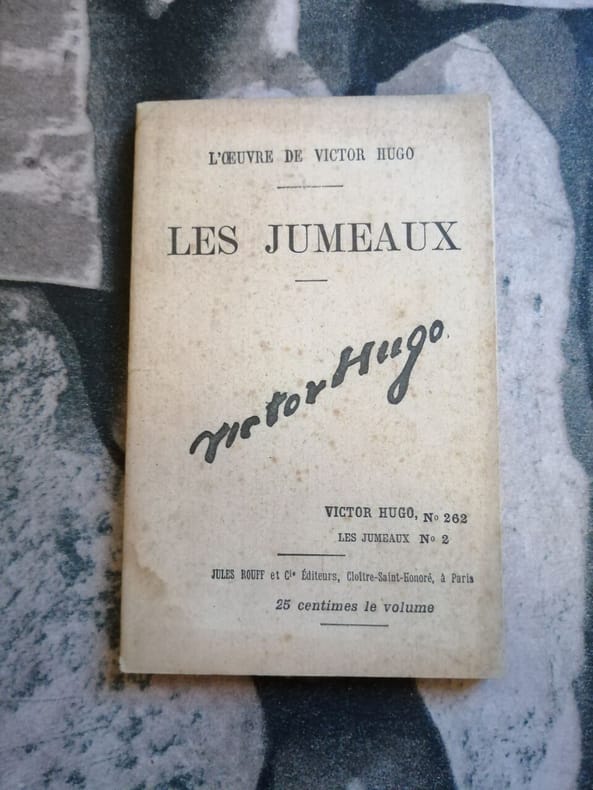 L'ŒUVRE DE VICTOR HUGO
LES JUMEAUX
Victor Hugo
VICTOR HUGO, No 262
LES JUMEAUX No 2
JULES ROUFF et Cie Éditeurs, Cloître-Saint-Honoré, à Paris
25 centimes le volume